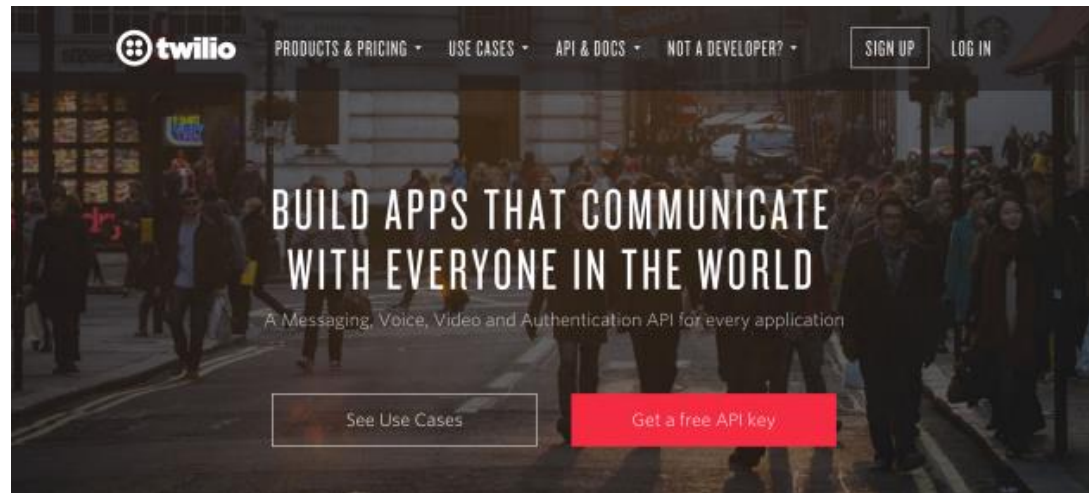 twilio
PRODUCTS & PRICING
USE CASES
API & DOCS
NOT A DEVELOPER?
SIGN UP
LOG IN
BUILD APPS THAT COMMUNICATE
WITH EVERYONE IN THE WORLD
A Messaging, Voice, Video and Authentication API for every application
See Use Cases
Get a free API key